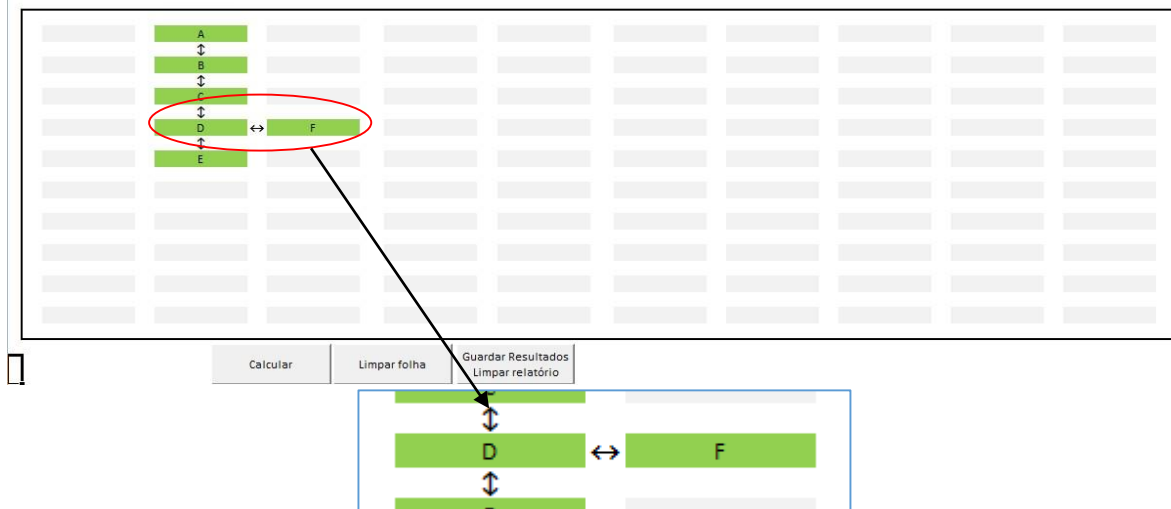 A
↕
B
↕
C
↕
D ↔ F
↕
E
Calcular
Limpar folha
Guardar Resultados
Limpar relatório
↕
D ↔ F
↕